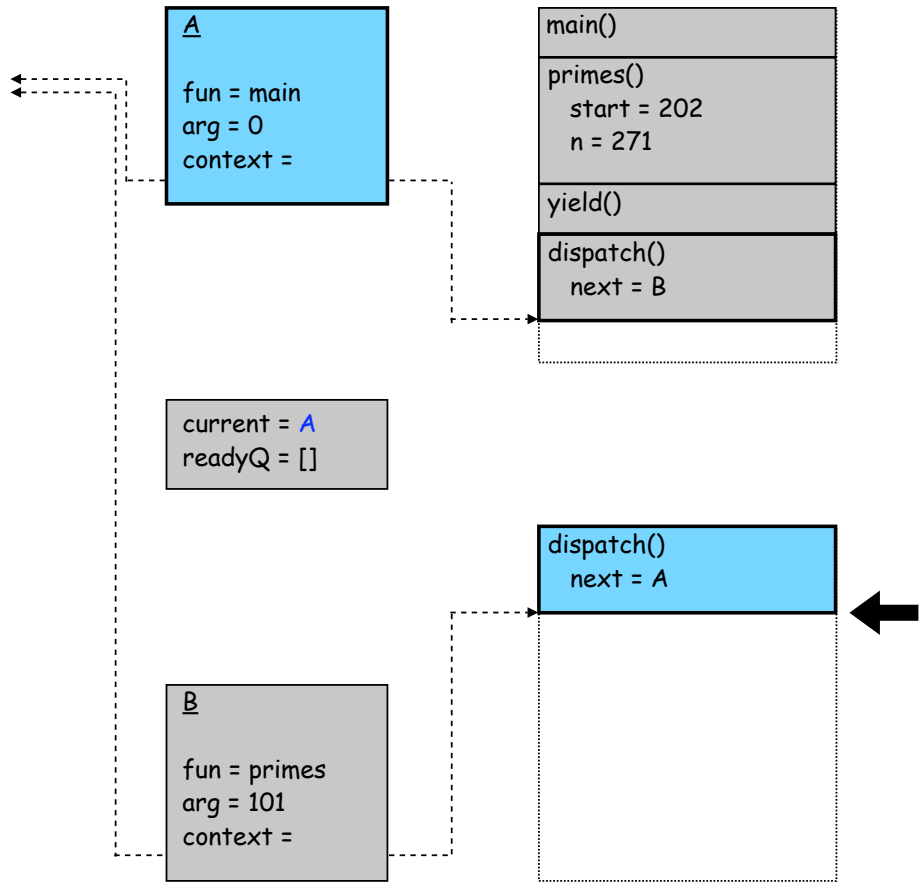 A
fun = main
arg = 0
context =
main()
primes()
start = 202
n = 271
yield()
dispatch()
next = B
current = A
readyQ = []
dispatch()
next = A
B
fun = primes
arg = 101
context =